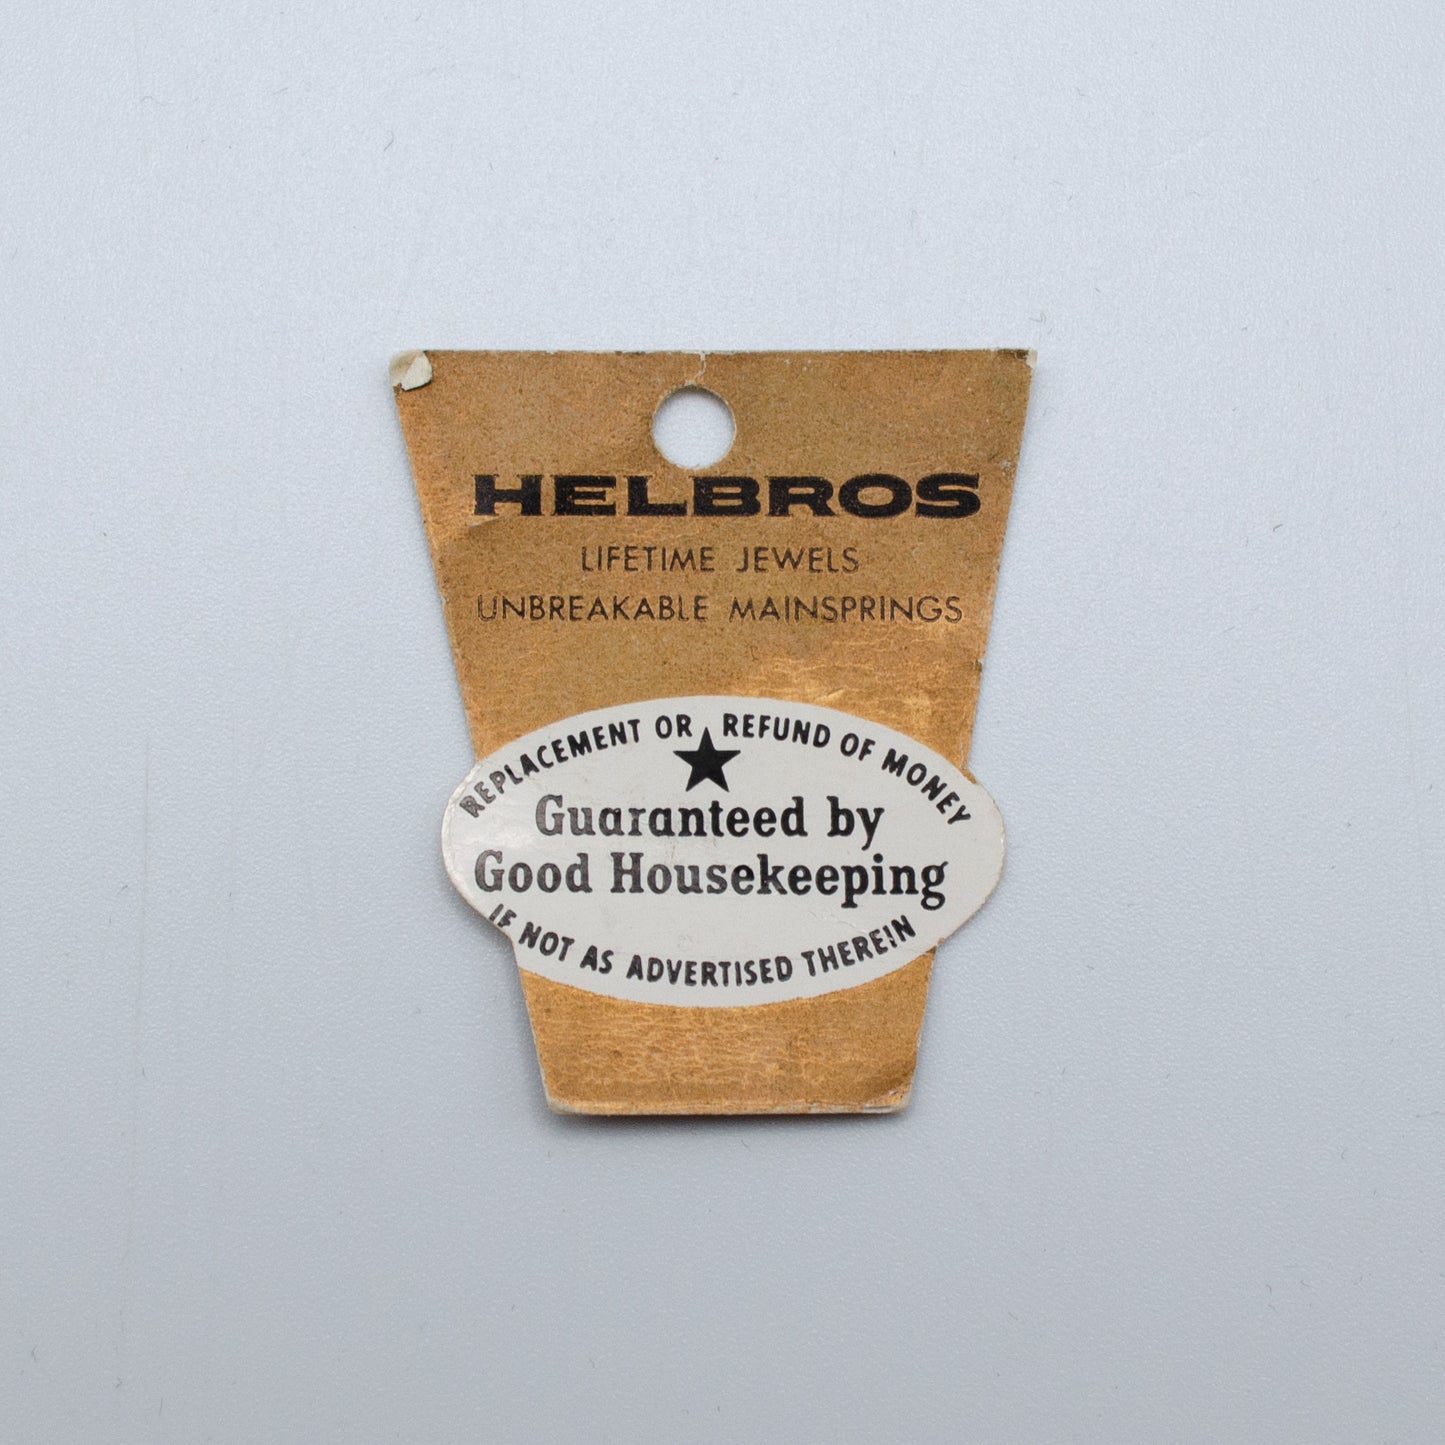 HELBROS
LIFETIME JEWELS
UNBREAKABLE MAINSPRINGS
REPLACEMENT OR REFUND OF MONEY
Guaranteed by
Good Housekeeping
IF NOT AS ADVERTISED THEREIN